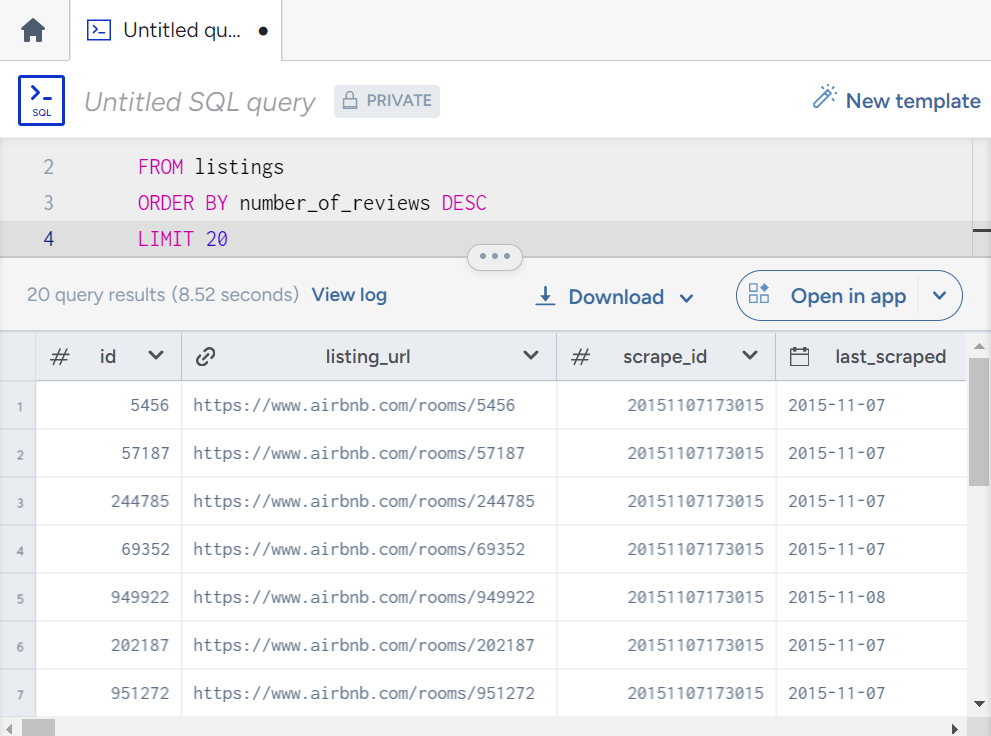 Untitled qu...
SQL
Untitled SQL query PRIVATE New template
2 FROM listings
3 ORDER BY number_of_reviews DESC
4 LIMIT 20
20 query results (8.52 seconds) View log Download Open in app
# id listing_url # scrape_id last_scraped
1 5456 https://www.airbnb.com/rooms/5456 20151107173015 2015-11-07
2 57187 https://www.airbnb.com/rooms/57187 20151107173015 2015-11-07
3 244785 https://www.airbnb.com/rooms/244785 20151107173015 2015-11-07
4 69352 https://www.airbnb.com/rooms/69352 20151107173015 2015-11-07
5 949922 https://www.airbnb.com/rooms/949922 20151107173015 2015-11-08
6 202187 https://www.airbnb.com/rooms/202187 20151107173015 2015-11-07
7 951272 https://www.airbnb.com/rooms/951272 20151107173015 2015-11-07